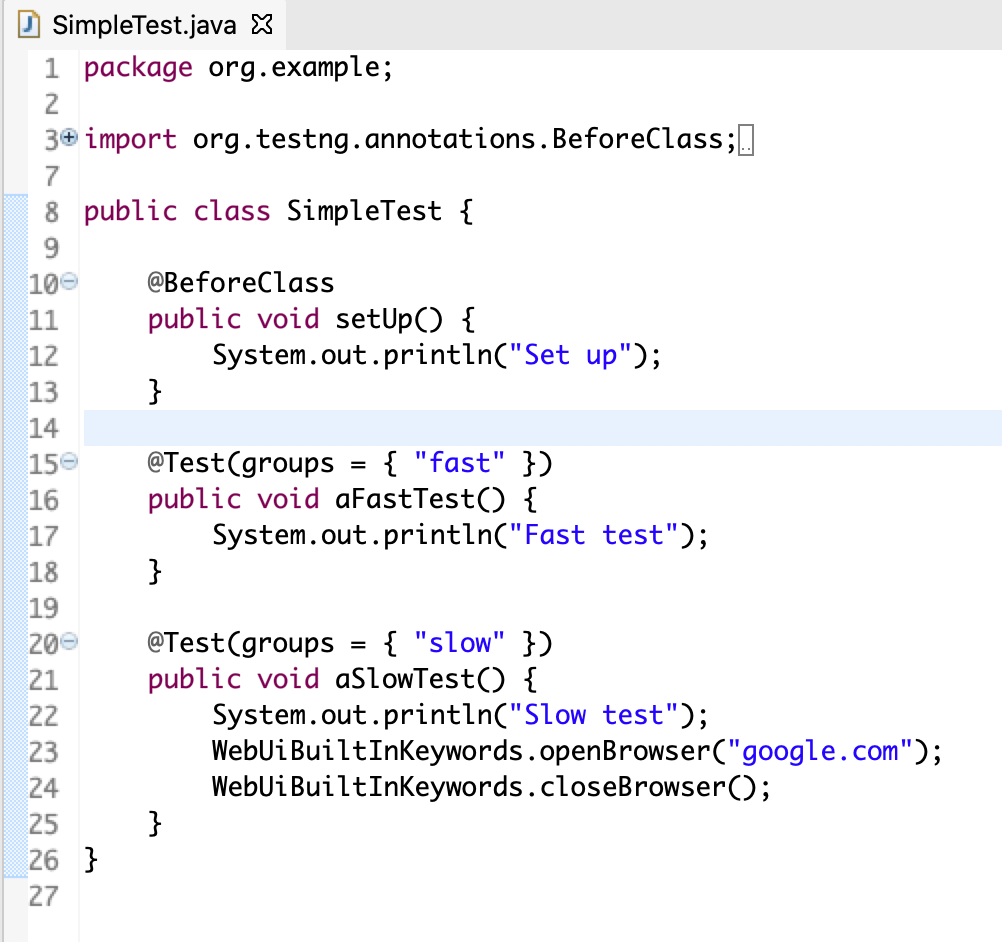 SimpleTest.java
1 package org.example;
2
3 import org.testng.annotations.BeforeClass;..
7
8 public class SimpleTest {
9
10     @BeforeClass
11     public void setUp() {
12         System.out.println("Set up");
13     }
14
15     @Test(groups = { "fast" })
16     public void aFastTest() {
17         System.out.println("Fast test");
18     }
19
20     @Test(groups = { "slow" })
21     public void aSlowTest() {
22         System.out.println("Slow test");
23         WebUiBuiltInKeywords.openBrowser("google.com");
24         WebUiBuiltInKeywords.closeBrowser();
25     }
26 }
27